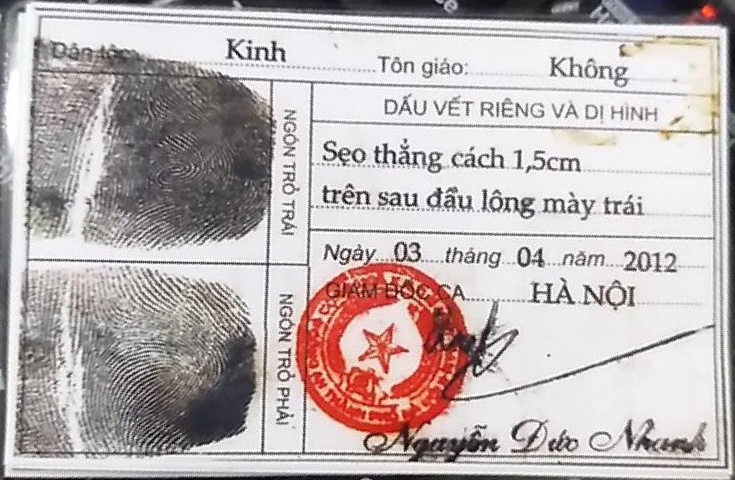 Dân tộc: Kinh Tôn giáo: Không
NGÓN TRỎ TRÁI
DẤU VẾT RIÊNG VÀ DỊ HÌNH
Sẹo thẳng cách 1,5cm
trên sau đầu lông mày trái
NGÓN TRỎ PHẢI
Ngày 03 tháng 04 năm 2012
GIÁM ĐỐC CA HÀ NỘI
Nguyễn Đức Nhanh